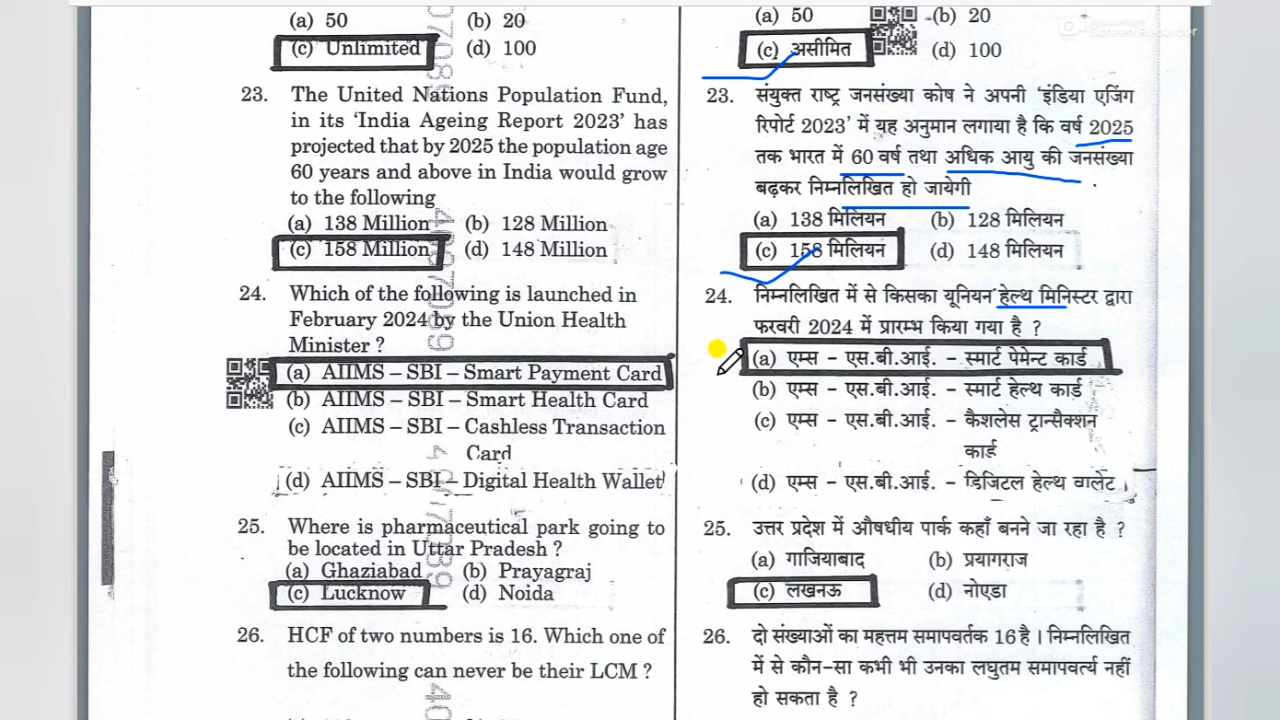 (a) 50 (b) 20
(c) Unlimited (d) 100
23. The United Nations Population Fund,
in its ‘India Ageing Report 2023’ has
projected that by 2025 the population age
60 years and above in India would grow
to the following
(a) 138 Million (b) 128 Million
(c) 158 Million (d) 148 Million
24. Which of the following is launched in
February 2024 by the Union Health
Minister ?
(a) AIIMS – SBI – Smart Payment Card
(b) AIIMS – SBI – Smart Health Card
(c) AIIMS – SBI – Cashless Transaction
Card
(d) AIIMS – SBI – Digital Health Wallet
25. Where is pharmaceutical park going to
be located in Uttar Pradesh ?
(a) Ghaziabad (b) Prayagraj
(c) Lucknow (d) Noida
26. HCF of two numbers is 16. Which one of
the following can never be their LCM ?
(a) 50 (b) 20
(c) असीमित (d) 100
23. संयुक्त राष्ट्र जनसंख्या कोष ने अपनी ‘इंडिया एजिंग
रिपोर्ट 2023’ में यह अनुमान लगाया है कि वर्ष 2025
तक भारत में 60 वर्ष तथा अधिक आयु की जनसंख्या
बढ़कर निम्नलिखित हो जायेगी
(a) 138 मिलियन (b) 128 मिलियन
(c) 158 मिलियन (d) 148 मिलियन
24. निम्नलिखित में से किसका यूनियन हेल्थ मिनिस्टर द्वारा
फरवरी 2024 में प्रारम्भ किया गया है ?
(a) एम्स - एस.बी.आई. - स्मार्ट पेमेन्ट कार्ड
(b) एम्स - एस.बी.आई. - स्मार्ट हेल्थ कार्ड
(c) एम्स - एस.बी.आई. - कैशलेस ट्रान्सैक्शन
कार्ड
(d) एम्स - एस.बी.आई. - डिजिटल हेल्थ वालेट
25. उत्तर प्रदेश में औषधीय पार्क कहाँ बनने जा रहा है ?
(a) गाजियाबाद (b) प्रयागराज
(c) लखनऊ (d) नोएडा
26. दो संख्याओं का महत्तम समापवर्तक 16 है । निम्नलिखित
में से कौन-सा कभी भी उनका लघुतम समापवर्त्य नहीं
हो सकता है ?
Screen Recorder